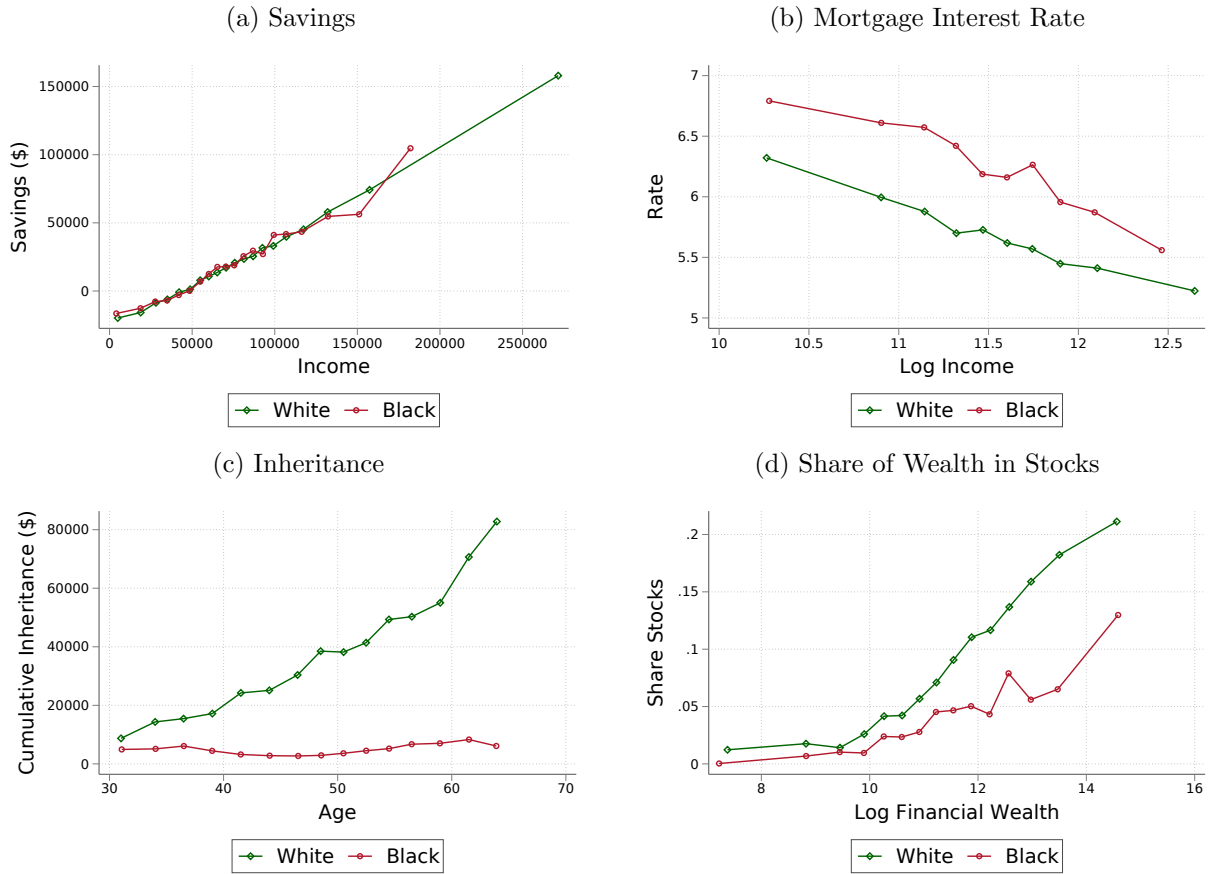 (a) Savings
Savings ($)
150000
100000
50000
0
0 50000 100000 150000 200000 250000
Income
White Black
(b) Mortgage Interest Rate
Rate
7
6.5
6
5.5
5
10 10.5 11 11.5 12 12.5
Log Income
White Black
(c) Inheritance
Cumulative Inheritance ($)
80000
60000
40000
20000
0
30 40 50 60 70
Age
White Black
(d) Share of Wealth in Stocks
Share Stocks
.2
.15
.1
.05
0
8 10 12 14 16
Log Financial Wealth
White Black